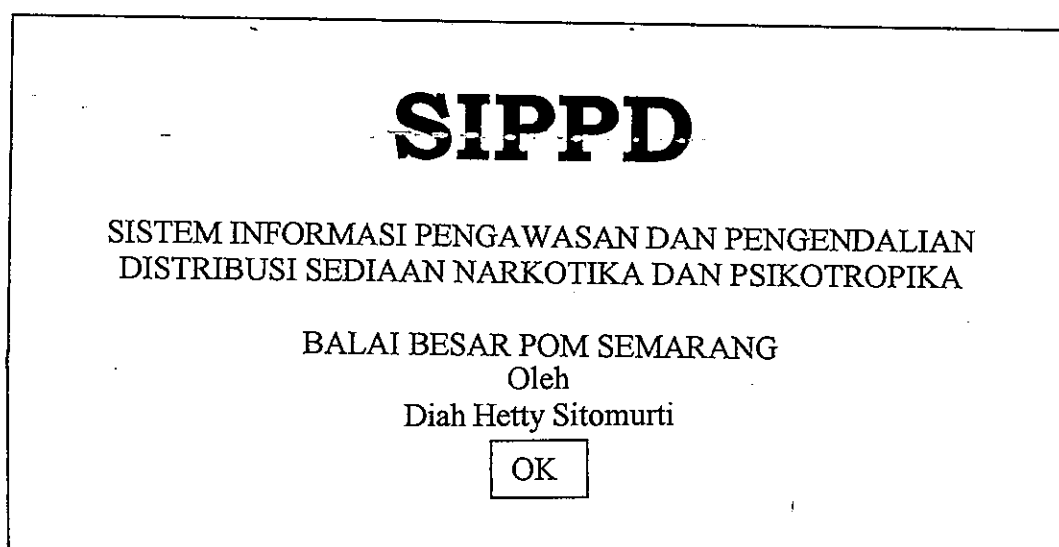 SIPPD
SISTEM INFORMASI PENGAWASAN DAN PENGENDALIAN
DISTRIBUSI SEDIAAN NARKOTIKA DAN PSIKOTROPIKA
BALAI BESAR POM SEMARANG
Oleh
Diah Hetty Sitomurti
OK